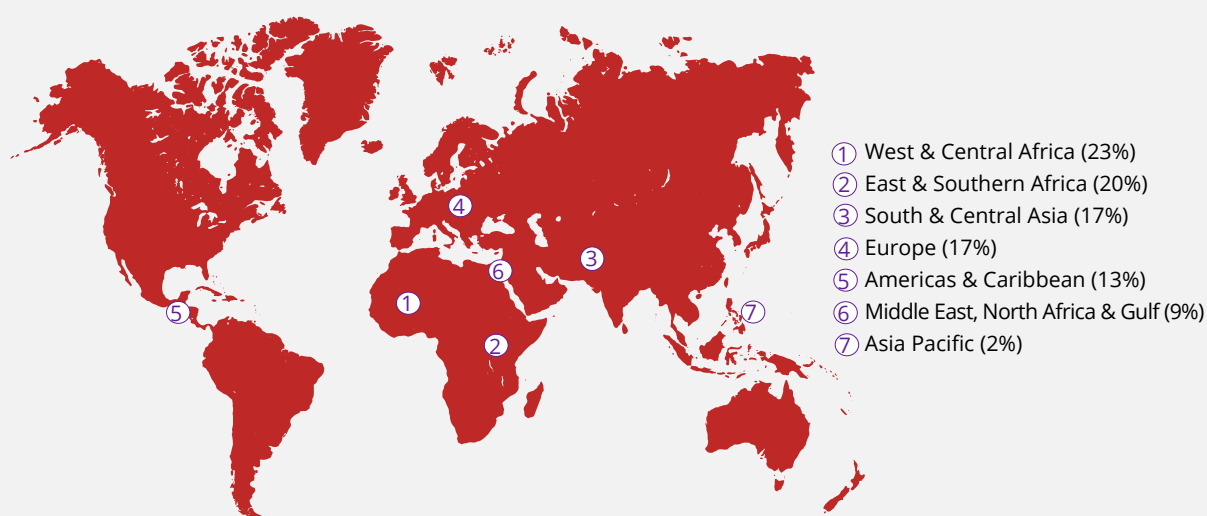 1 West & Central Africa (23%)
2 East & Southern Africa (20%)
3 South & Central Asia (17%)
4 Europe (17%)
5 Americas & Caribbean (13%)
6 Middle East, North Africa & Gulf (9%)
7 Asia Pacific (2%)
4
3
6
1
5
7
2